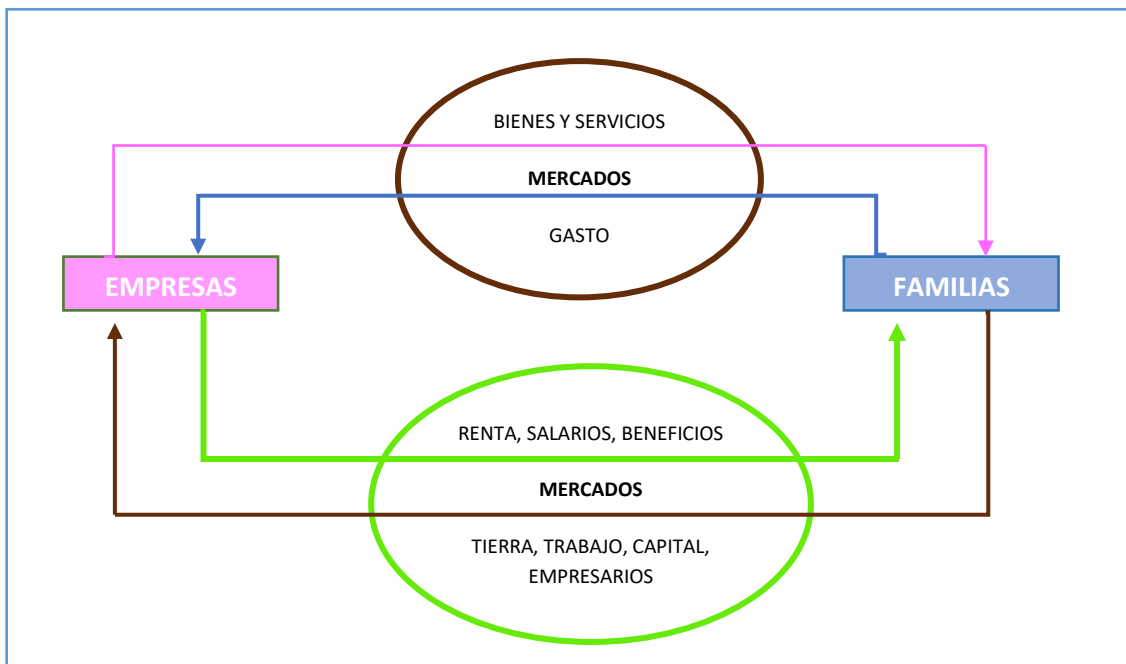 BIENES Y SERVICIOS
MERCADOS
GASTO
EMPRESAS
FAMILIAS
RENTA, SALARIOS, BENEFICIOS
MERCADOS
TIERRA, TRABAJO, CAPITAL,
EMPRESARIOS